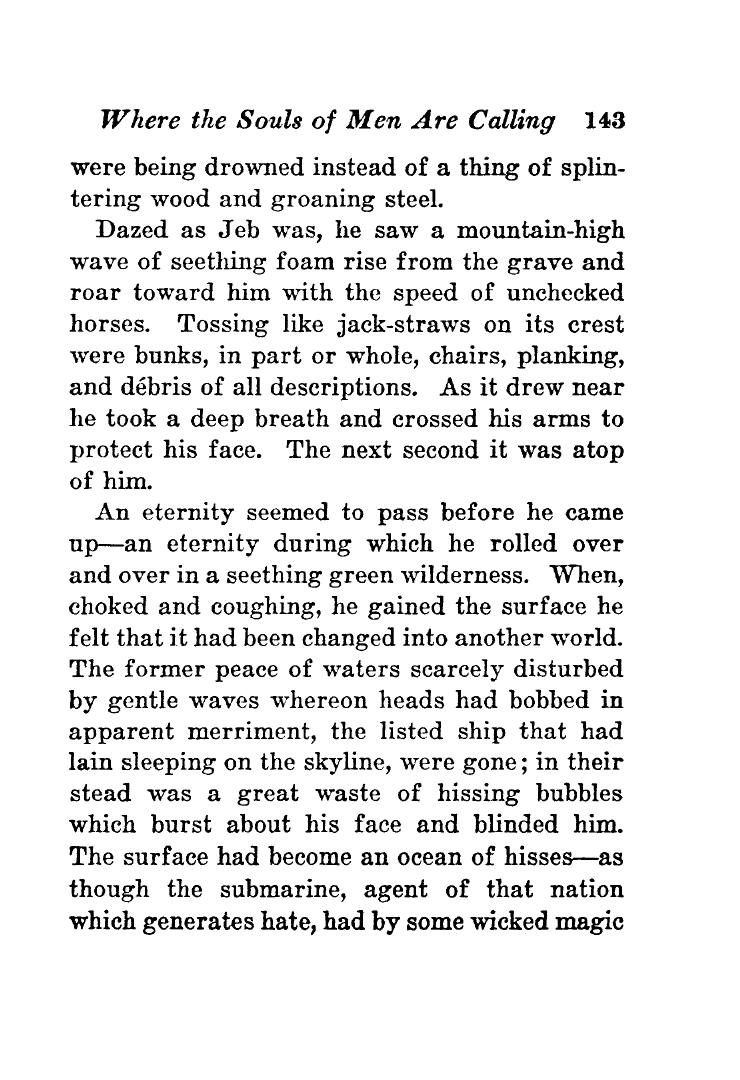 Where the Souls of Men Are Calling 143
were being drowned instead of a thing of splin-
tering wood and groaning steel.
Dazed as Jeb was, he saw a mountain-high
wave of seething foam rise from the grave and
roar toward him with the speed of unchecked
horses. Tossing like jack-straws on its crest
were bunks, in part or whole, chairs, planking,
and débris of all descriptions. As it drew near
he took a deep breath and crossed his arms to
protect his face. The next second it was atop
of him.
An eternity seemed to pass before he came
up—an eternity during which he rolled over
and over in a seething green wilderness. When,
choked and coughing, he gained the surface he
felt that it had been changed into another world.
The former peace of waters scarcely disturbed
by gentle waves whereon heads had bobbed in
apparent merriment, the listed ship that had
lain sleeping on the skyline, were gone; in their
stead was a great waste of hissing bubbles
which burst about his face and blinded him.
The surface had become an ocean of hisses—as
though the submarine, agent of that nation
which generates hate, had by some wicked magic